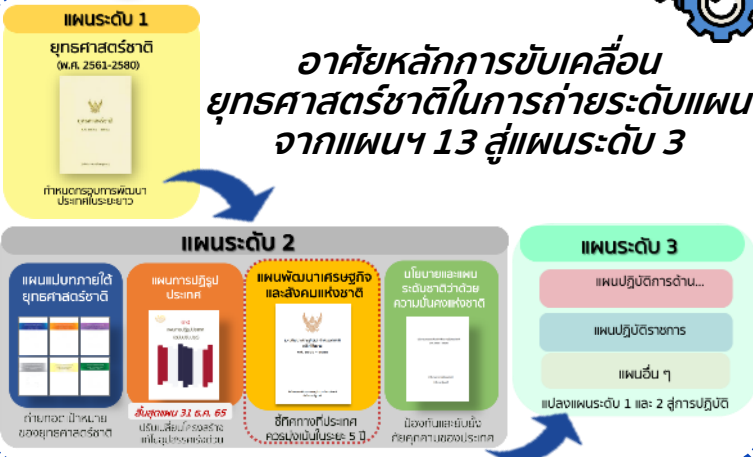 แผนระดับ 1
ยุทธศาสตร์ชาติ
(พ.ศ. 2561-2580)
ยุทธศาสตร์ชาติ
กำหนดกรอบการพัฒนา
ประเทศในระยะยาว
อาศัยหลักการขับเคลื่อน
ยุทธศาสตร์ชาติในการถ่ายระดับแผน
จากแผนฯ 13 สู่แผนระดับ 3
แผนระดับ 2
แผนแม่บทภายใต้
ยุทธศาสตร์ชาติ
ถ่ายทอดเป้าหมาย
ของยุทธศาสตร์ชาติ
แผนการปฏิรูป
ประเทศ
สิ้นสุดแผน 31 ธ.ค. 65
ปรับเปลี่ยนโครงสร้าง
แก้ไขอุปสรรคเร่งด่วน
แผนพัฒนาเศรษฐกิจ
และสังคมแห่งชาติ
ชี้ทิศทางที่ประเทศ
ควรมุ่งเน้นในระยะ 5 ปี
นโยบายและแผน
ระดับชาติว่าด้วย
ความมั่นคงแห่งชาติ
ป้องกันและยับยั้ง
ภัยคุกคามของประเทศ
แผนระดับ 3
แผนปฏิบัติการด้าน...
แผนปฏิบัติราชการ
แผนอื่น ๆ
แปลงแผนระดับ 1 และ 2 สู่การปฏิบัติ